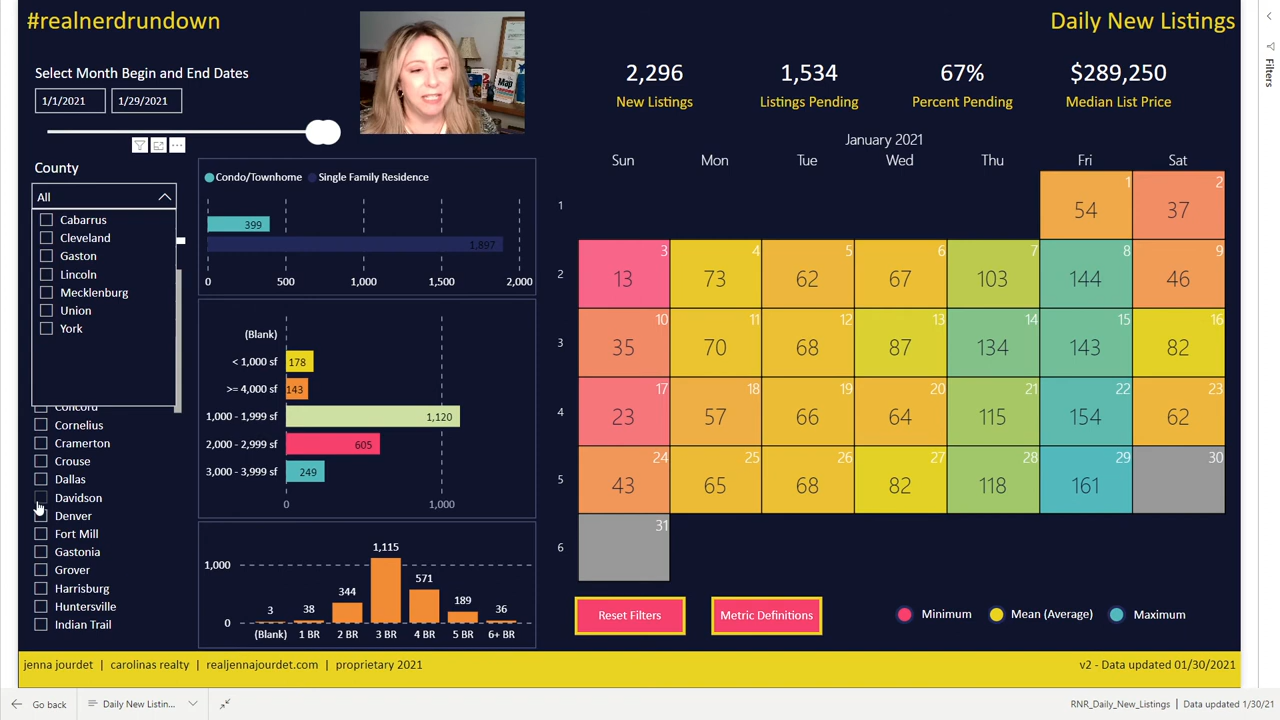 #realnerdrundown
Daily New Listings
Select Month Begin and End Dates
1/1/2021
1/29/2021
2,296
New Listings
1,534
Listings Pending
67%
Percent Pending
$289,250
Median List Price
Filters
County
All
Cabarrus
Cleveland
Gaston
Lincoln
Mecklenburg
Union
York
Concord
Cornelius
Cramerton
Crouse
Dallas
Davidson
Denver
Fort Mill
Gastonia
Grover
Harrisburg
Huntersville
Indian Trail
Condo/Townhome Single Family Residence
399
1,897
0 500 1,000 1,500 2,000
(Blank)
< 1,000 sf 178
>= 4,000 sf 143
1,000 - 1,999 sf 1,120
2,000 - 2,999 sf 605
3,000 - 3,999 sf 249
0 1,000
1,000
0
3 38 344 1,115 571 189 36
(Blank) 1 BR 2 BR 3 BR 4 BR 5 BR 6+ BR
January 2021
Sun Mon Tue Wed Thu Fri Sat
1 2
1 54 37
3 4 5 6 7 8 9
2 13 73 62 67 103 144 46
10 11 12 13 14 15 16
3 35 70 68 87 134 143 82
17 18 19 20 21 22 23
4 23 57 66 64 115 154 62
24 25 26 27 28 29 30
5 43 65 68 82 118 161
31
6
Reset Filters
Metric Definitions
Minimum
Mean (Average)
Maximum
jenna jourdet | carolinas realty | realjennajourdet.com | proprietary 2021
v2 - Data updated 01/30/2021
Go back
Daily New Listin...
RNR_Daily_New_Listings | Data updated 1/30/21